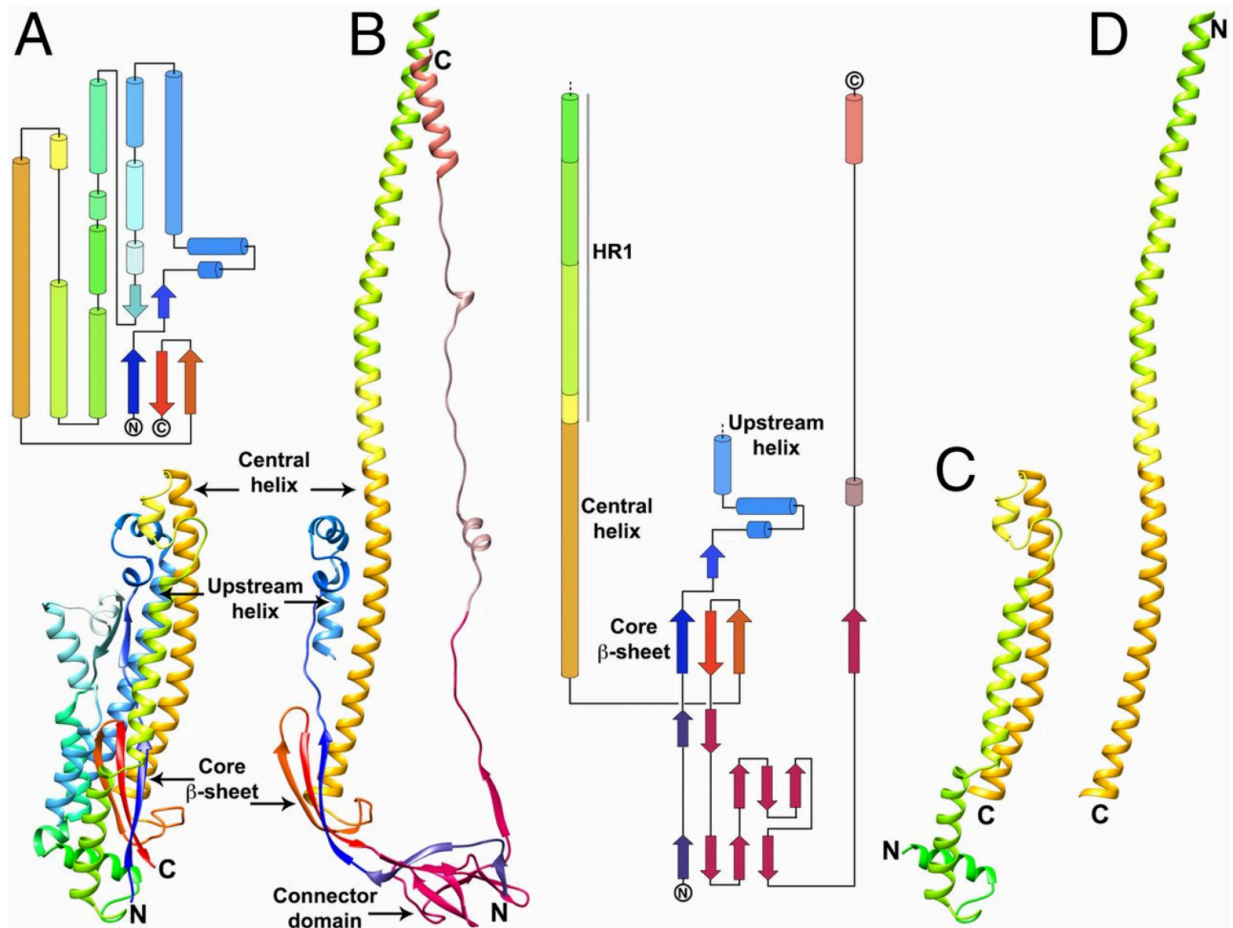 A
B
D
C
N
C
HR1
Upstream
helix
Central
helix
C
Central
helix
Core
β-sheet
N
C
Upstream
helix
Core
β-sheet
C
N
Connector
domain
N
N
C
N
C